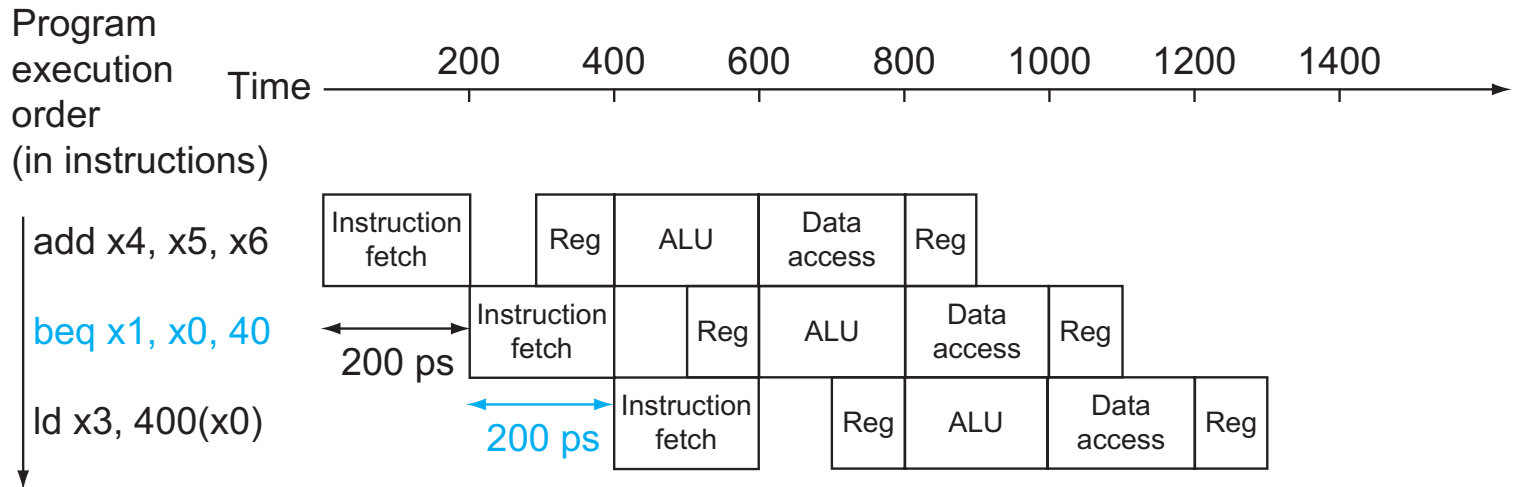 Program
execution
order
(in instructions)
Time
200 400 600 800 1000 1200 1400
add x4, x5, x6
Instruction
fetch
Reg
ALU
Data
access
Reg
beq x1, x0, 40
200 ps
Instruction
fetch
Reg
ALU
Data
access
Reg
ld x3, 400(x0)
200 ps
Instruction
fetch
Reg
ALU
Data
access
Reg